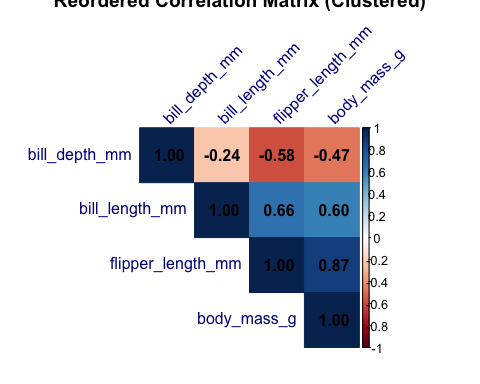 Reordered Correlation Matrix (Clustered)
bill_depth_mm
bill_length_mm
flipper_length_mm
body_mass_g
bill_depth_mm 1.00 -0.24 -0.58 -0.47
bill_length_mm 1.00 0.66 0.60
flipper_length_mm 1.00 0.87
body_mass_g 1.00
1
0.8
0.6
0.4
0.2
0
-0.2
-0.4
-0.6
-0.8
-1